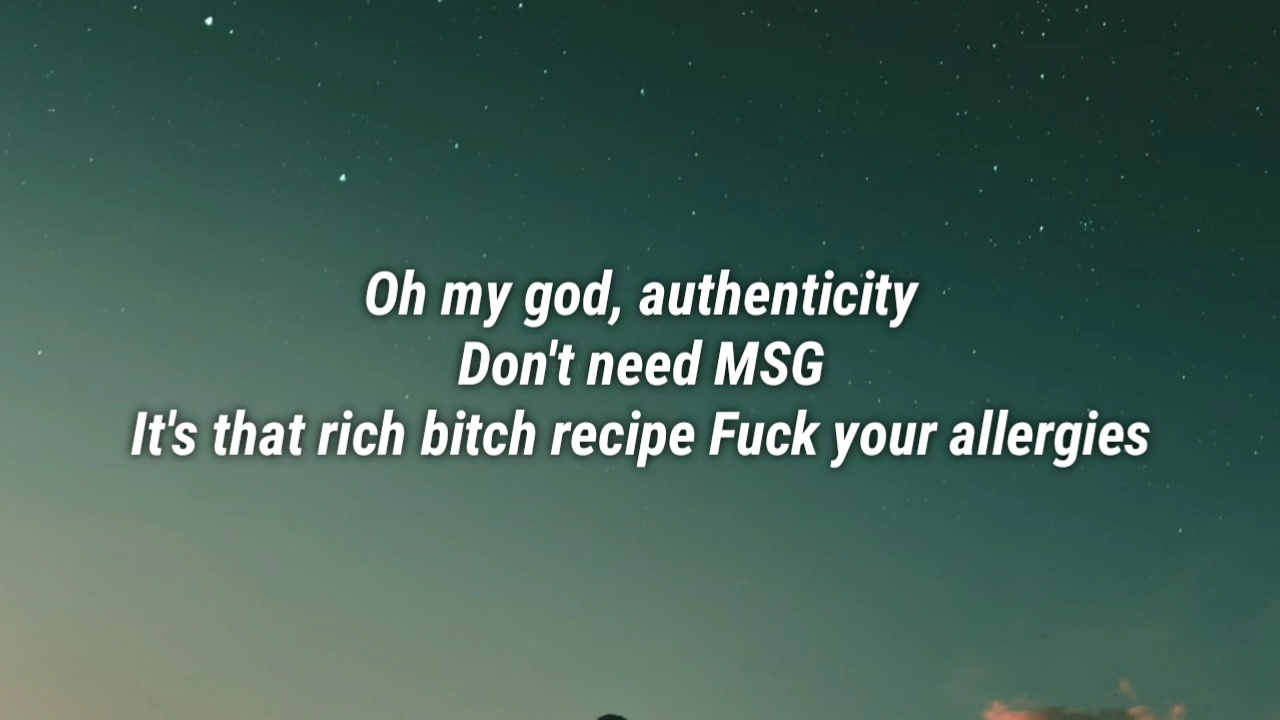 Oh my god, authenticity
Don't need MSG
It's that rich bitch recipe Fuck your allergies